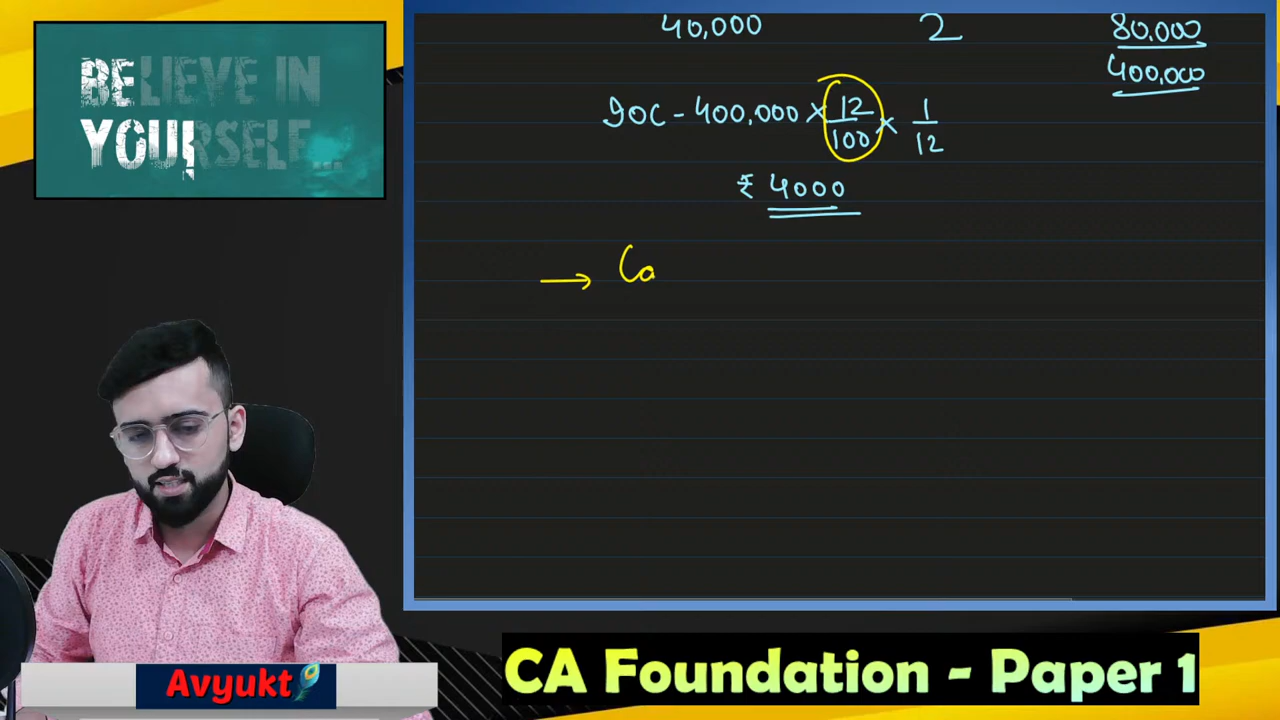 BELIEVE IN
YOURSELF...
40,000 2 80,000
400,000
IOC - 400,000 × 12/100 × 1/12
₹ 4000
→ Ca
Avyukt
CA Foundation - Paper 1